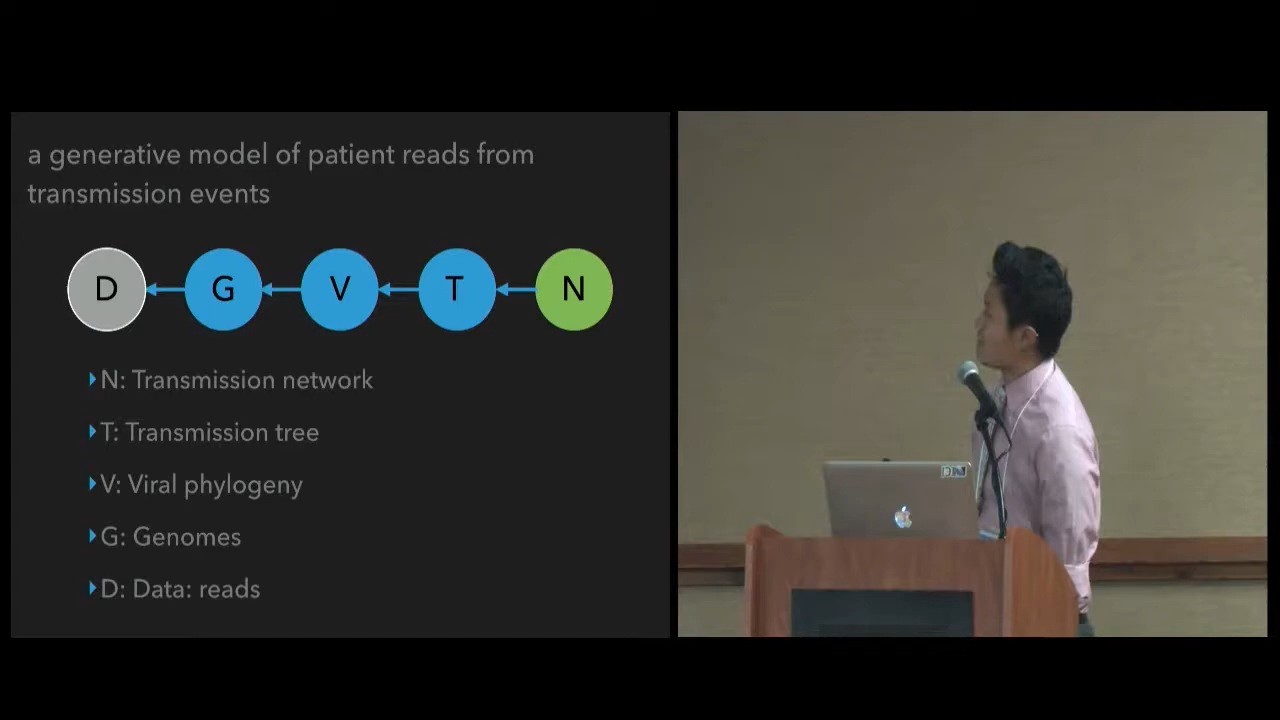 a generative model of patient reads from
transmission events
D G V T N
N: Transmission network
T: Transmission tree
V: Viral phylogeny
G: Genomes
D: Data: reads